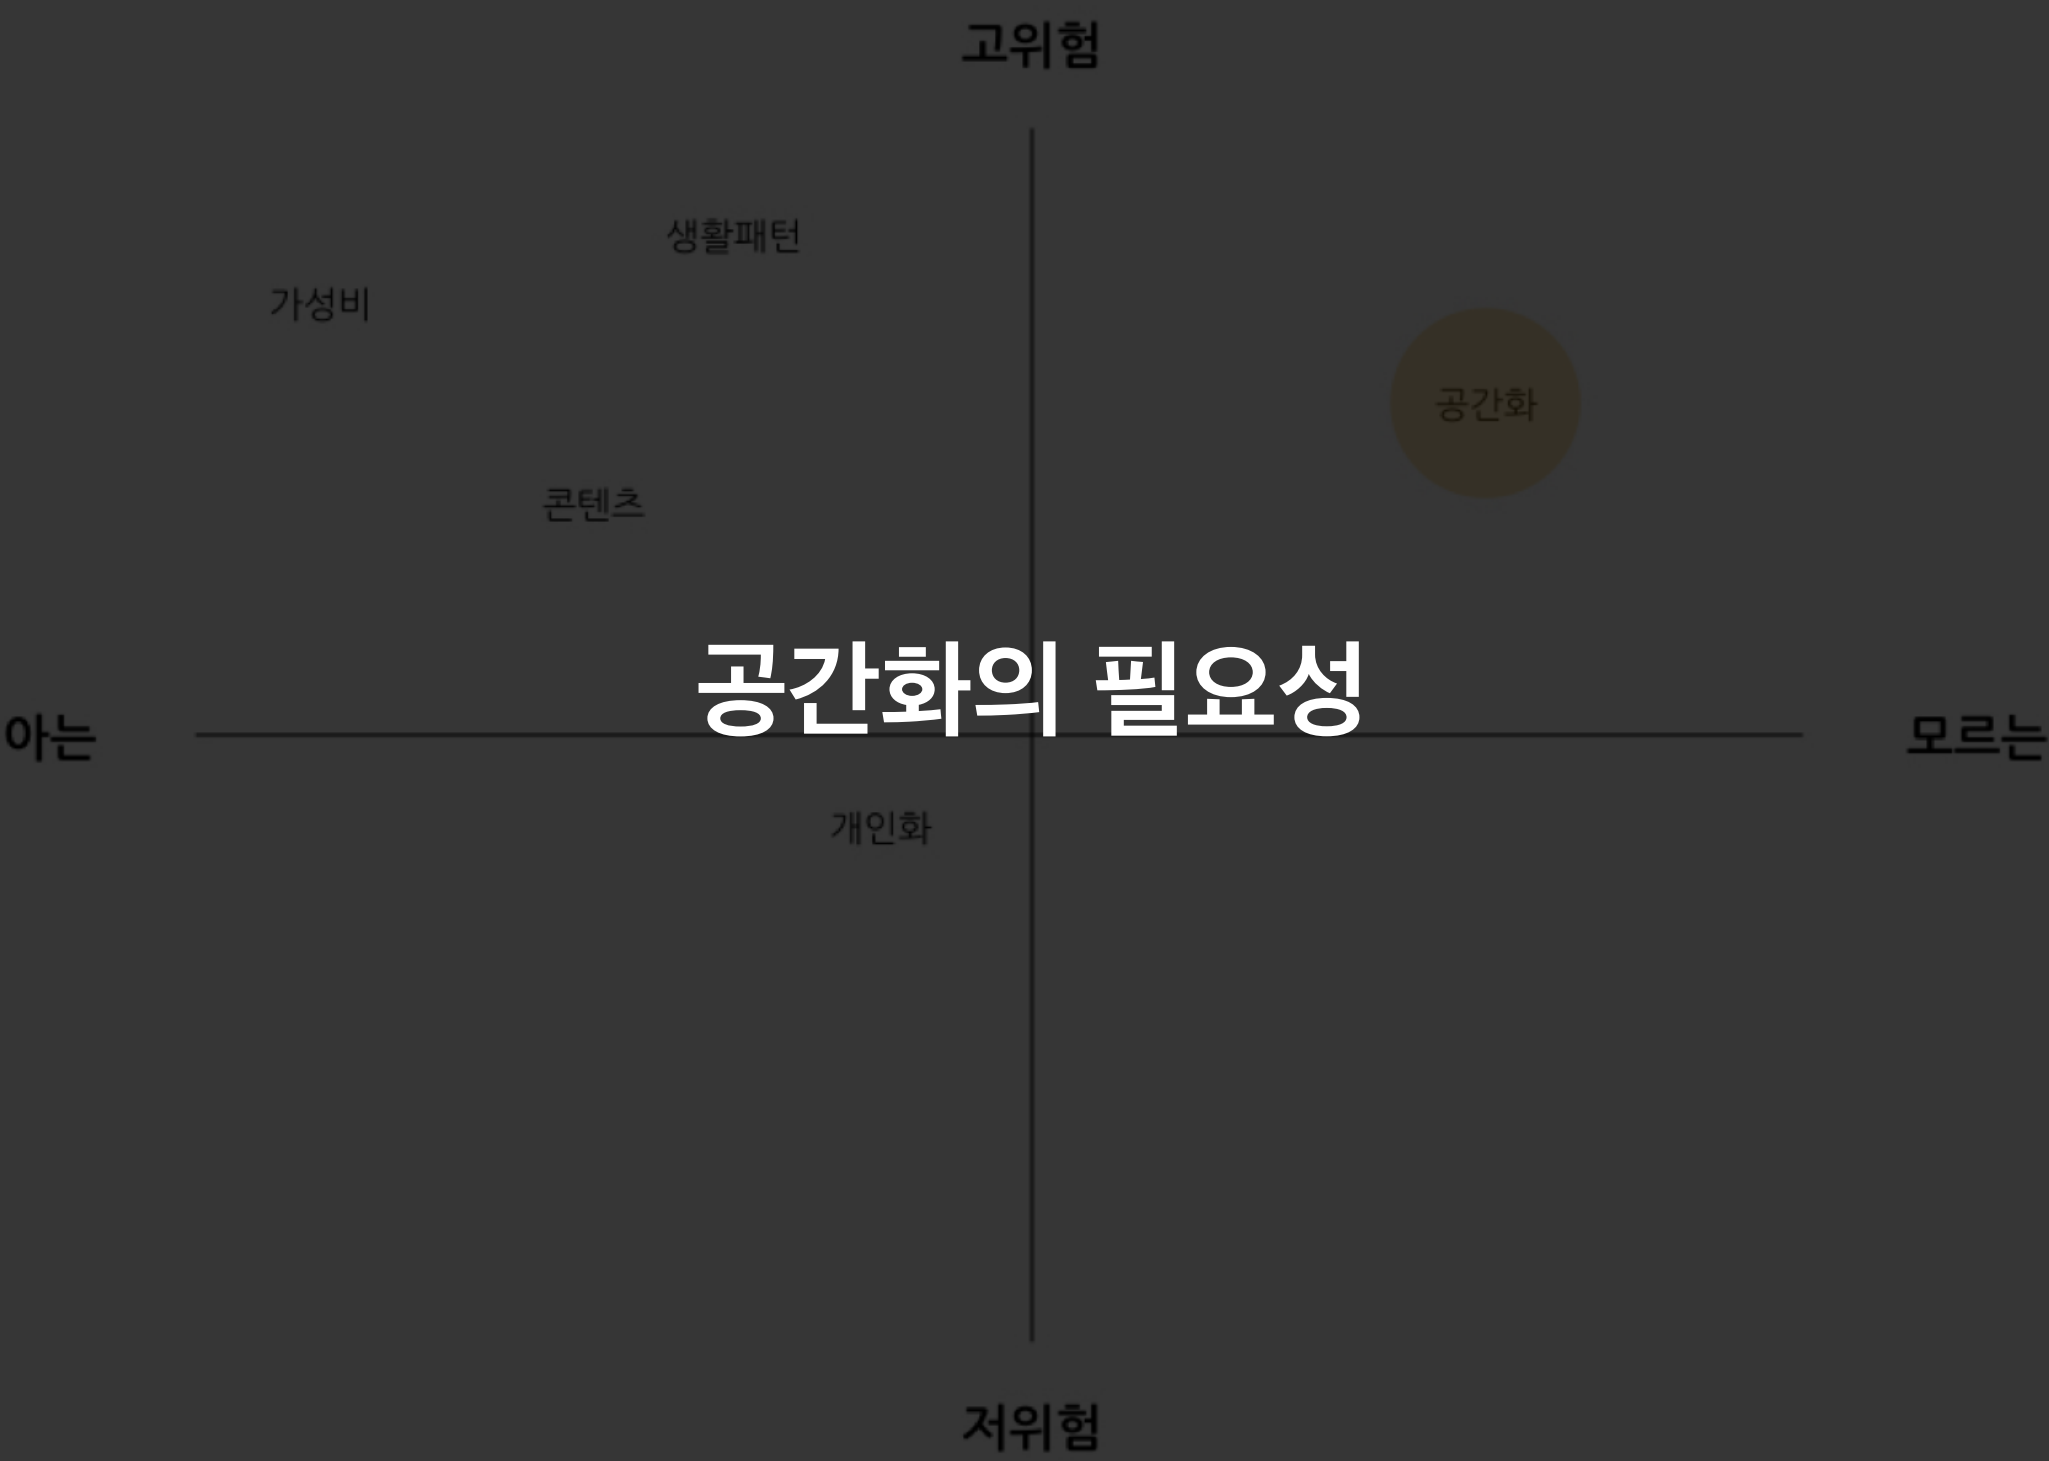 고위험
생활패턴
가성비
공간화
콘텐츠
공간화의 필요성
아는
모르는
개인화
저위험